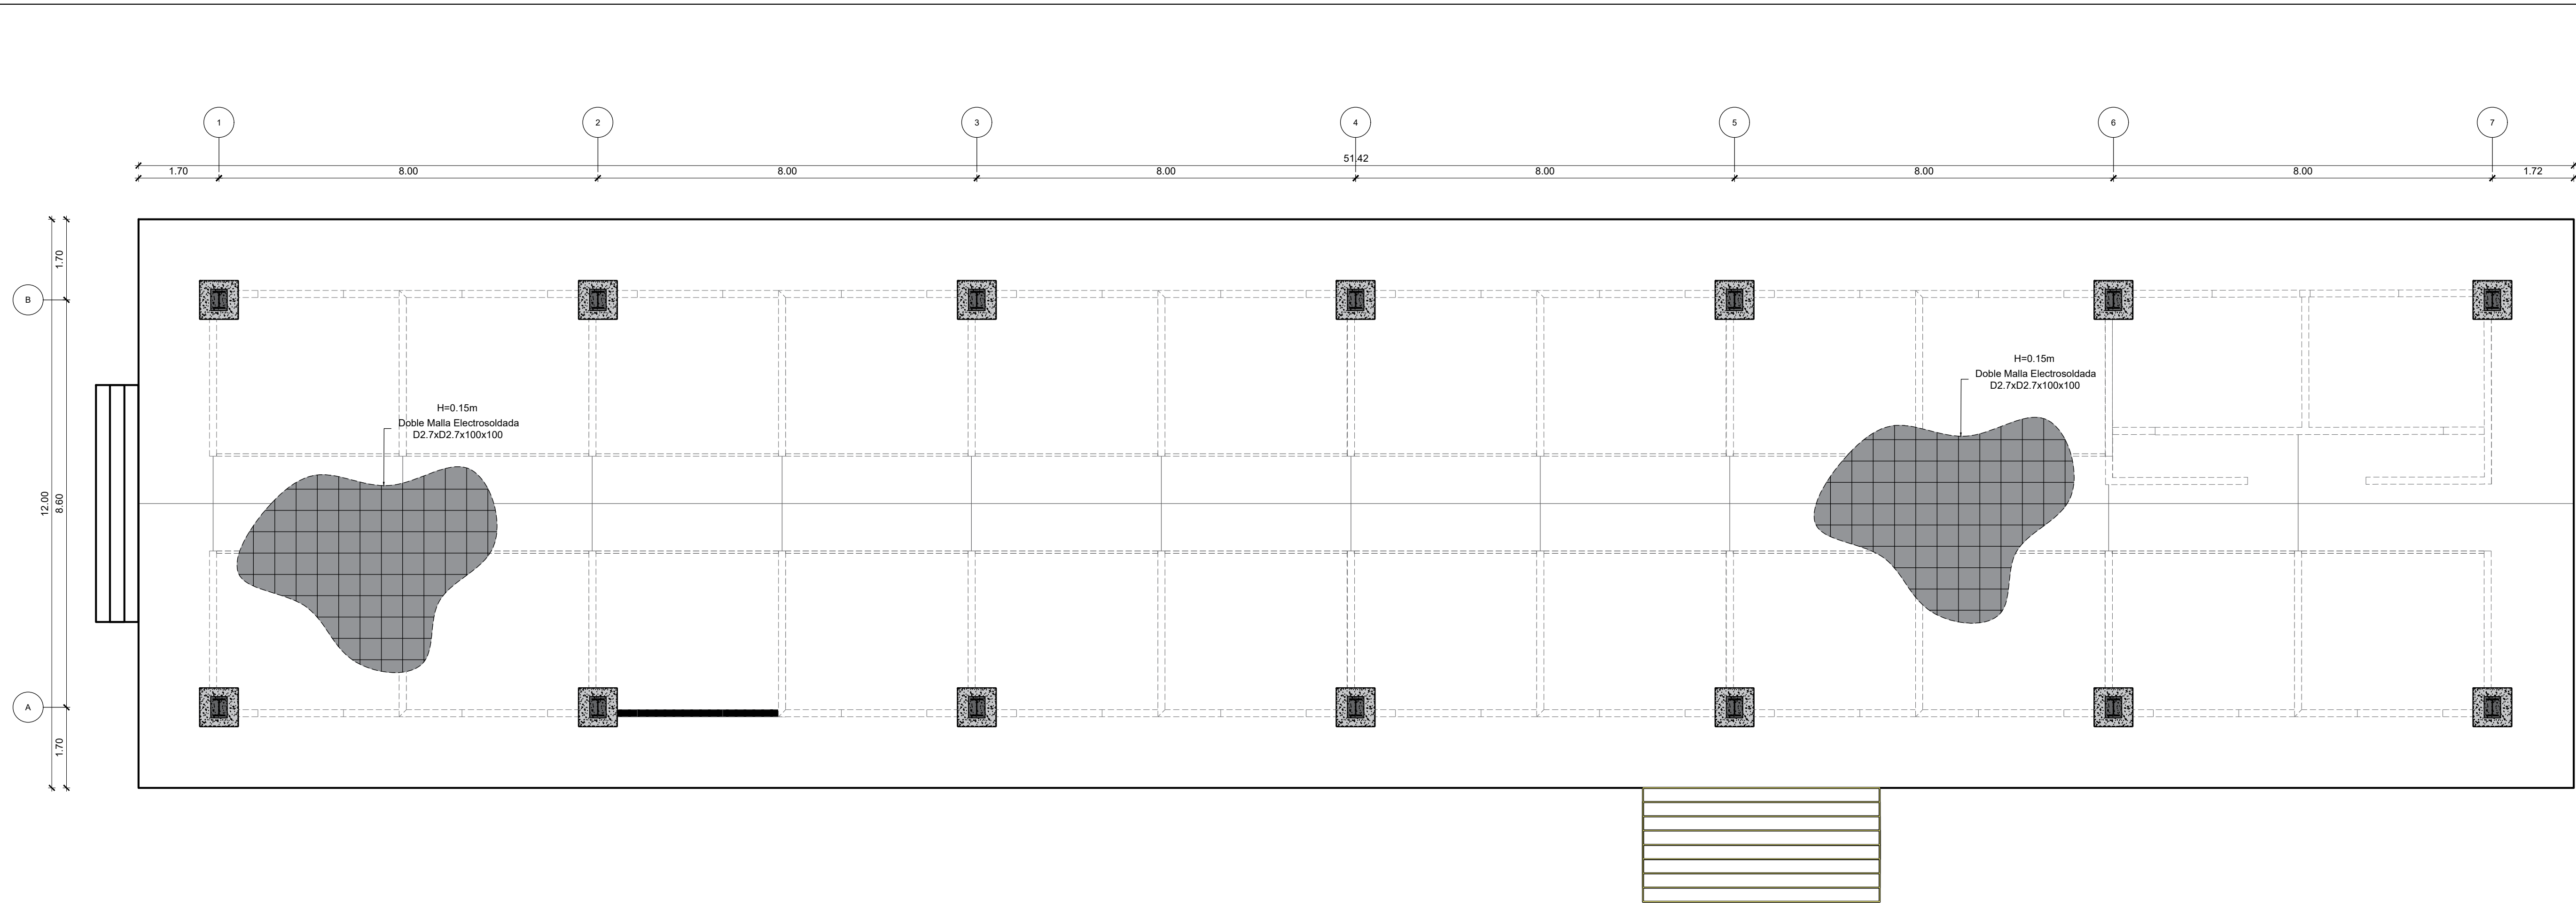 1
2
3
4
5
6
7
51.42
1.70
8.00
8.00
8.00
8.00
8.00
8.00
1.72
1.70
B
H=0.15m
Doble Malla Electrosoldada
D2.7xD2.7x100x100
H=0.15m
Doble Malla Electrosoldada
D2.7xD2.7x100x100
12.00
8.60
A
1.70